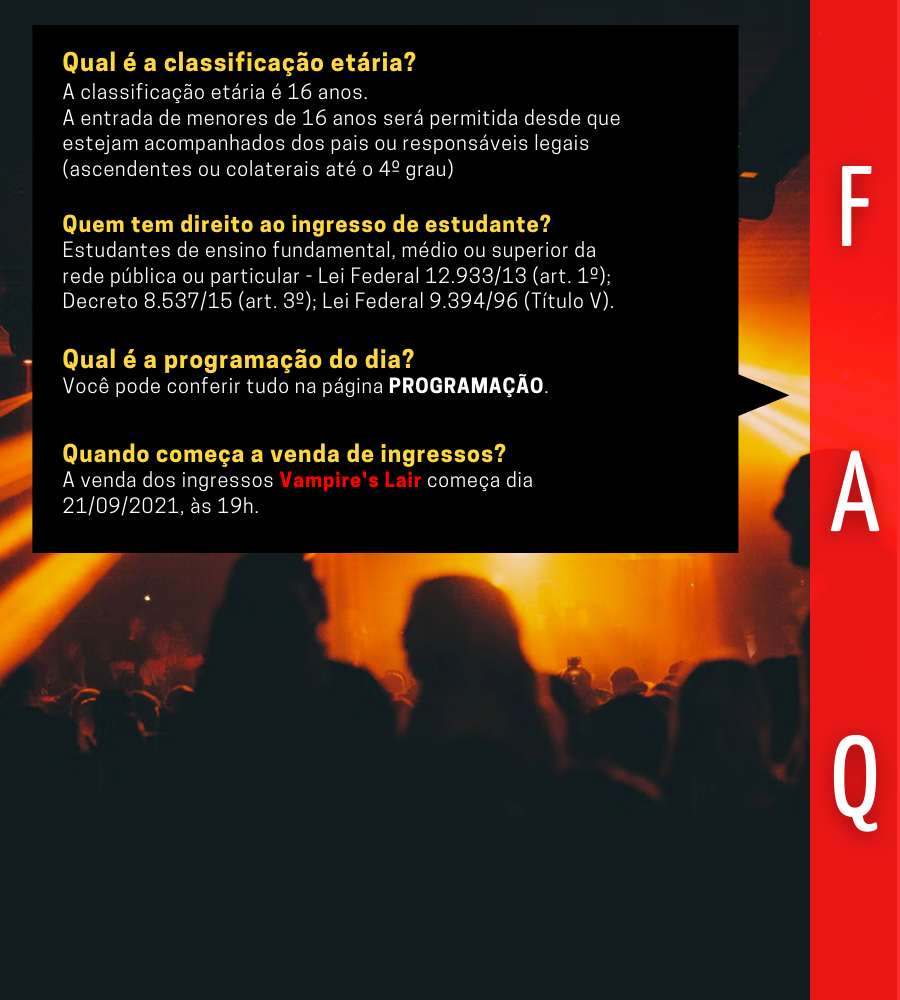 Qual é a classificação etária?
A classificação etária é 16 anos.
A entrada de menores de 16 anos será permitida desde que
estejam acompanhados dos pais ou responsáveis legais
(ascendentes ou colaterais até o 4º grau)
Quem tem direito ao ingresso de estudante?
Estudantes de ensino fundamental, médio ou superior da
rede pública ou particular - Lei Federal 12.933/13 (art. 1º);
Decreto 8.537/15 (art. 3º); Lei Federal 9.394/96 (Título V).
Qual é a programação do dia?
Você pode conferir tudo na página PROGRAMAÇÃO.
Quando começa a venda de ingressos?
A venda dos ingressos Vampire's Lair começa dia
21/09/2021, às 19h.
F
A
Q